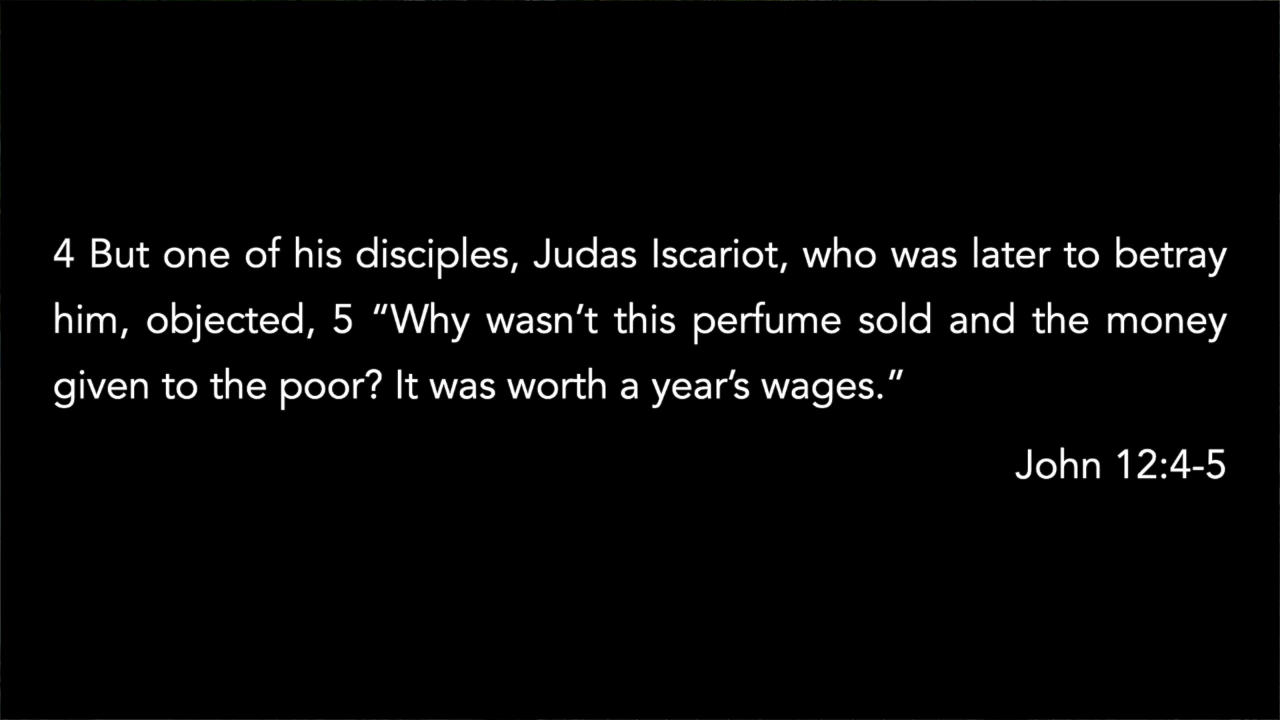 4 But one of his disciples, Judas Iscariot, who was later to betray
him, objected, 5 “Why wasn’t this perfume sold and the money
given to the poor? It was worth a year’s wages.”
John 12:4-5